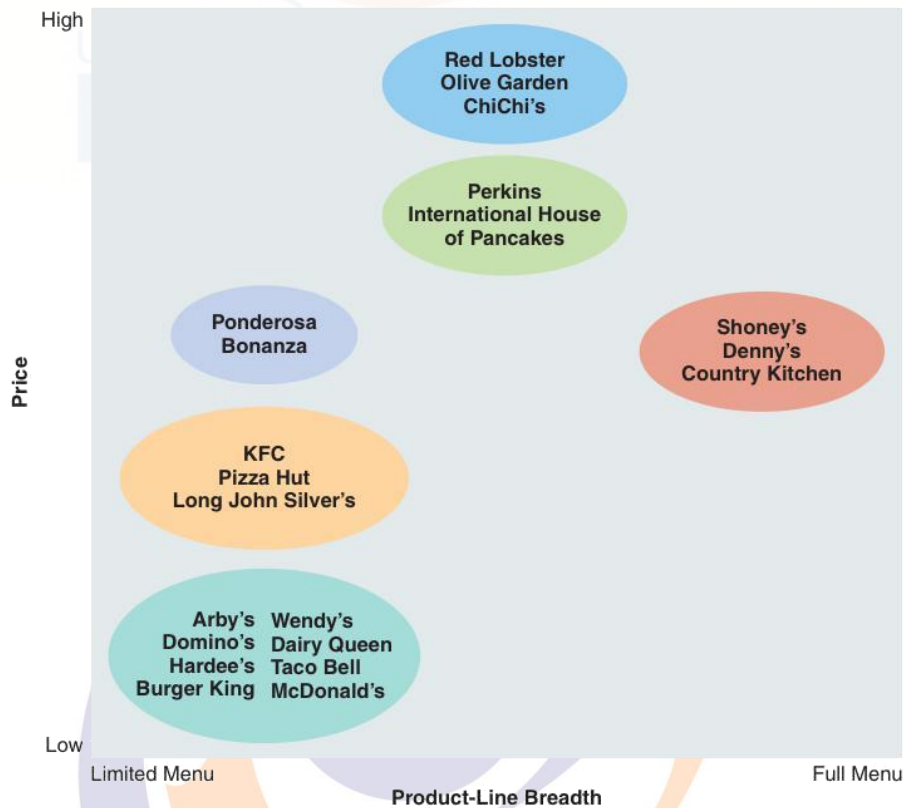 High
Red Lobster
Olive Garden
ChiChi's
Perkins
International House
of Pancakes
Ponderosa
Bonanza
Shoney's
Denny's
Country Kitchen
Price
KFC
Pizza Hut
Long John Silver's
Arby's Wendy's
Domino's Dairy Queen
Hardee's Taco Bell
Burger King McDonald's
Low
Limited Menu Full Menu
Product-Line Breadth